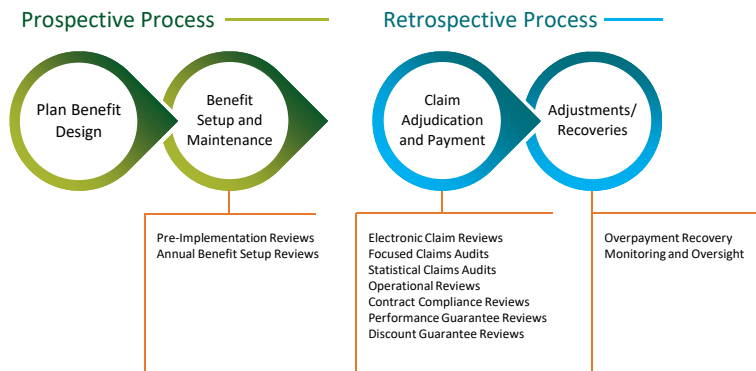 Prospective Process
Retrospective Process
Plan Benefit
Design
Benefit
Setup and
Maintenance
Claim
Adjudication
and Payment
Adjustments/
Recoveries
Pre-Implementation Reviews
Annual Benefit Setup Reviews
Electronic Claim Reviews
Focused Claims Audits
Statistical Claims Audits
Operational Reviews
Contract Compliance Reviews
Performance Guarantee Reviews
Discount Guarantee Reviews
Overpayment Recovery
Monitoring and Oversight